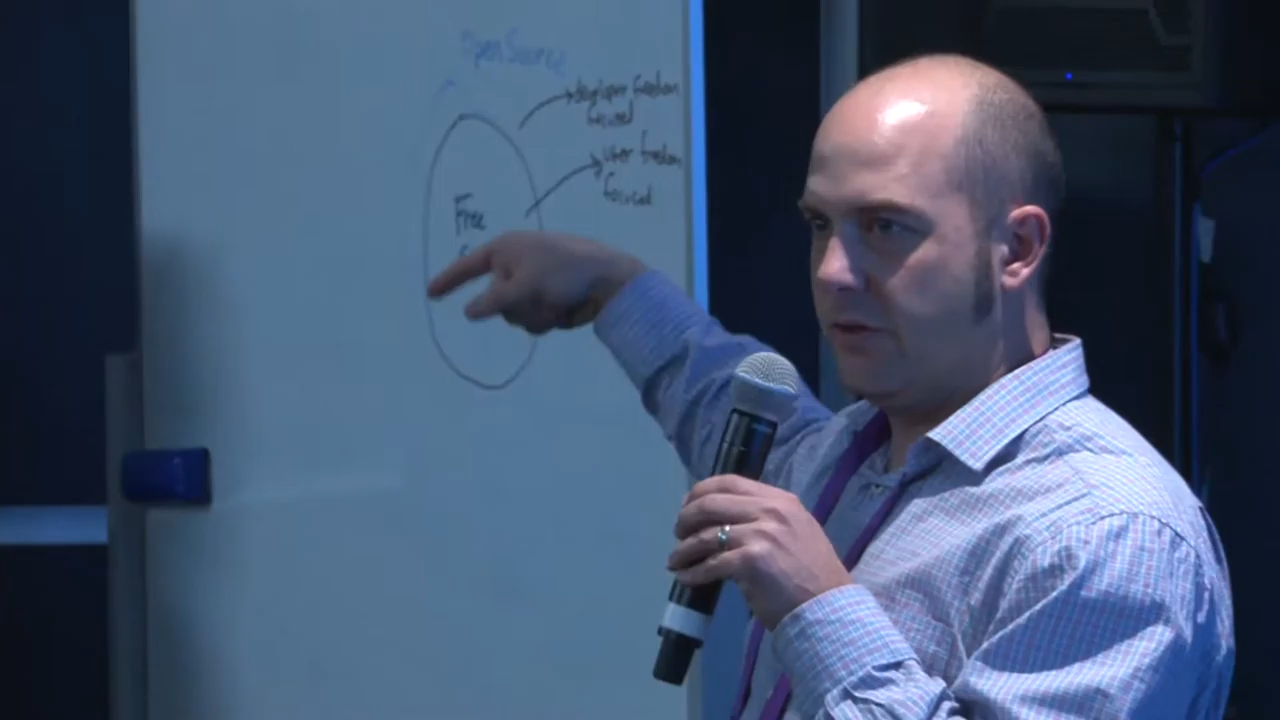 Open Source
developer freedom
focused
user freedom
focused
Free